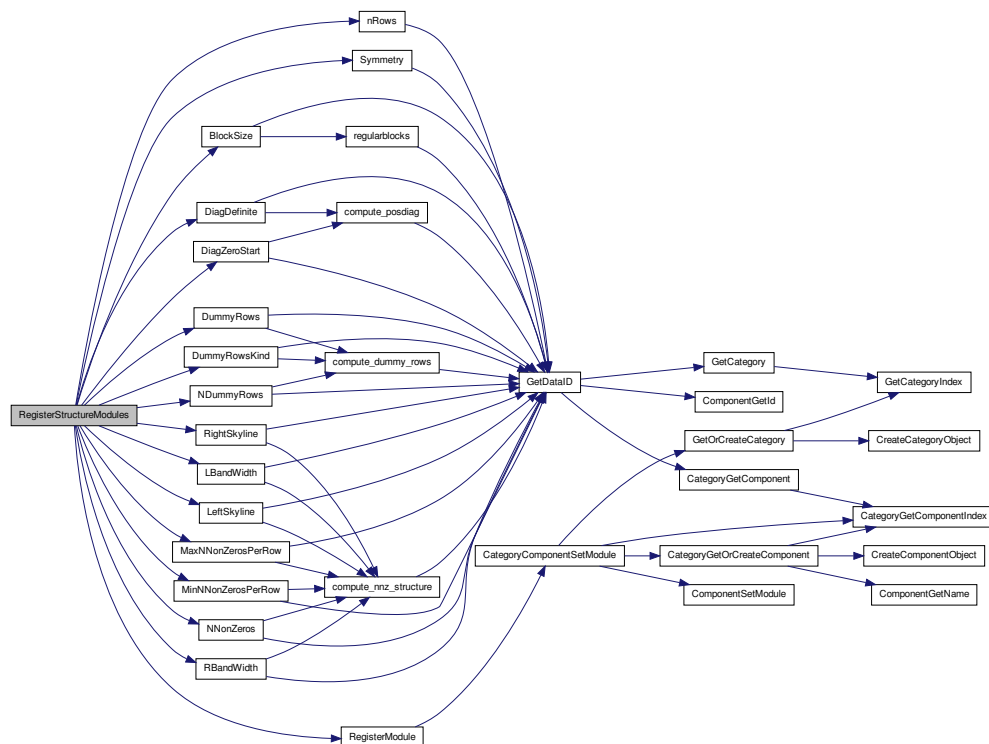 nRows
Symmetry
BlockSize
regularblocks
DiagDefinite
compute_posdiag
DiagZeroStart
DummyRows
DummyRowsKind
compute_dummy_rows
GetCategory
GetDataID
GetCategoryIndex
NDummyRows
ComponentGetId
RegisterStructureModules
RightSkyline
GetOrCreateCategory
CreateCategoryObject
LBandWidth
CategoryGetComponent
LeftSkyline
CategoryGetComponentIndex
MaxNNonZerosPerRow
CategoryComponentSetModule
CategoryGetOrCreateComponent
CreateComponentObject
MinNNonZerosPerRow
compute_nnz_structure
ComponentSetModule
ComponentGetName
NNonZeros
RBandWidth
RegisterModule